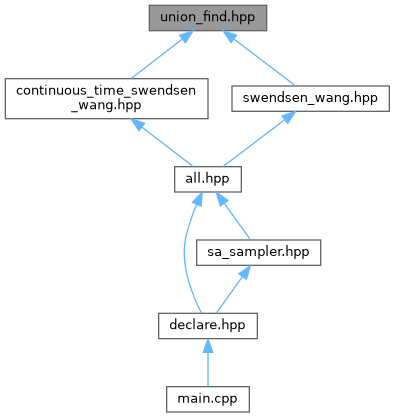 union_find.hpp
continuous_time_swendsen
_wang.hpp
swendsen_wang.hpp
all.hpp
sa_sampler.hpp
declare.hpp
main.cpp